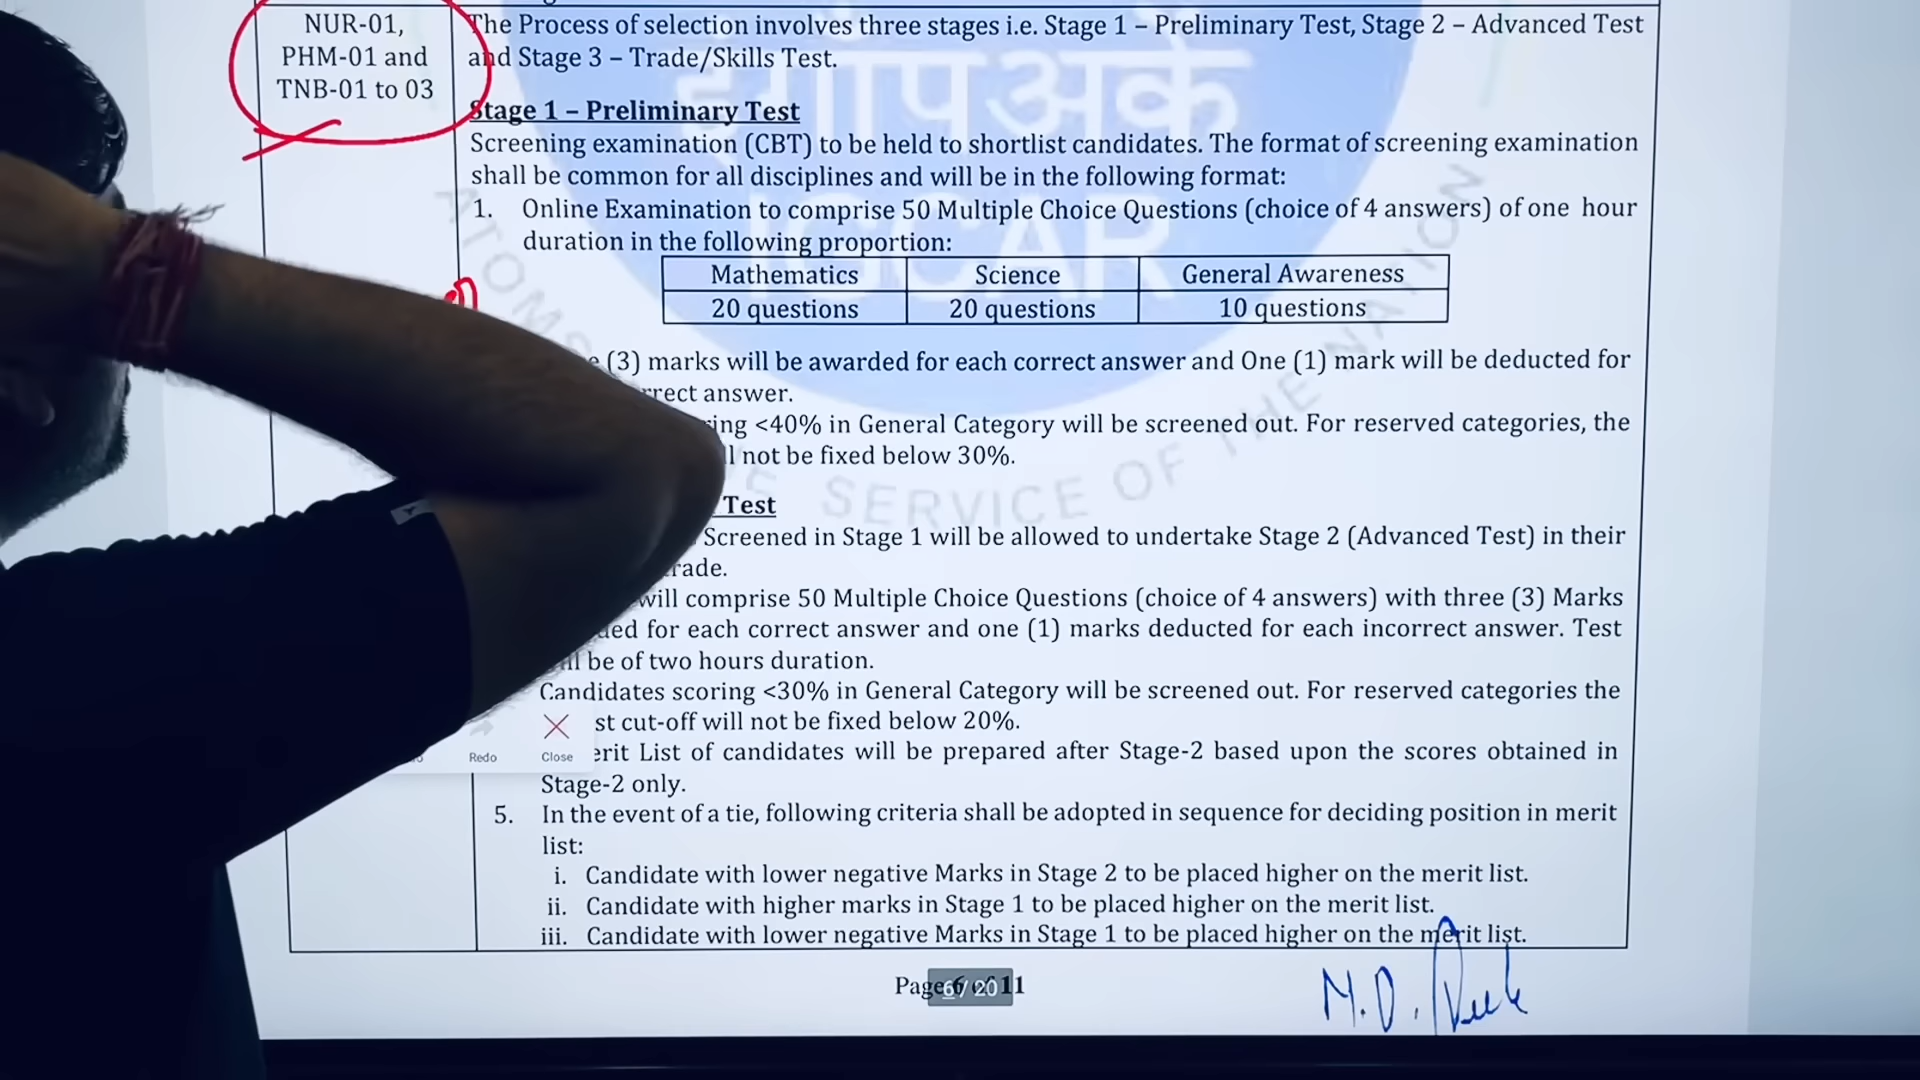 NUR-01,
PHM-01 and
TNB-01 to 03
The Process of selection involves three stages i.e. Stage 1 – Preliminary Test, Stage 2 – Advanced Test
and Stage 3 – Trade/Skills Test.
Stage 1 – Preliminary Test
Screening examination (CBT) to be held to shortlist candidates. The format of screening examination
shall be common for all disciplines and will be in the following format:
1. Online Examination to comprise 50 Multiple Choice Questions (choice of 4 answers) of one hour
duration in the following proportion:
Mathematics Science General Awareness
20 questions 20 questions 10 questions
(3) marks will be awarded for each correct answer and One (1) mark will be deducted for
answer.
<40% in General Category will be screened out. For reserved categories, the
not be fixed below 30%.
Test
Screened in Stage 1 will be allowed to undertake Stage 2 (Advanced Test) in their
will comprise 50 Multiple Choice Questions (choice of 4 answers) with three (3) Marks
for each correct answer and one (1) marks deducted for each incorrect answer. Test
be of two hours duration.
Candidates scoring <30% in General Category will be screened out. For reserved categories the
cut-off will not be fixed below 20%.
List of candidates will be prepared after Stage-2 based upon the scores obtained in
Stage-2 only.
5. In the event of a tie, following criteria shall be adopted in sequence for deciding position in merit
list:
i. Candidate with lower negative Marks in Stage 2 to be placed higher on the merit list.
ii. Candidate with higher marks in Stage 1 to be placed higher on the merit list.
iii. Candidate with lower negative Marks in Stage 1 to be placed higher on the merit list.
Redo
Close
Page 6 of 11
6 / 20
IGCAR
ATOMS
SERVICE OF THE NATION